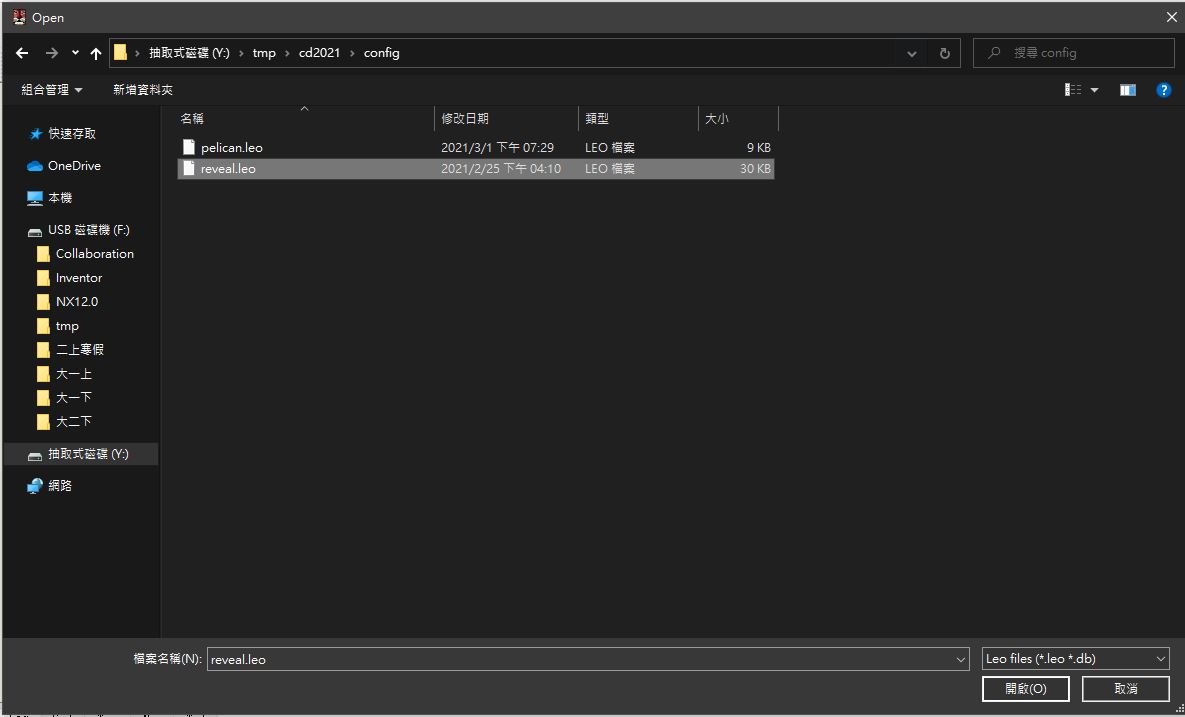 Open
抽取式磁碟 (Y:) › tmp › cd2021 › config
搜尋 config
組合管理 新增資料夾
名稱 修改日期 類型 大小
pelican.leo 2021/3/1 下午 07:29 LEO 檔案 9 KB
reveal.leo 2021/2/25 下午 04:10 LEO 檔案 30 KB
快速存取
OneDrive
本機
USB 磁碟機 (F:)
Collaboration
Inventor
NX12.0
tmp
二上寒假
大一上
大一下
大二下
抽取式磁碟 (Y:)
網路
檔案名稱(N): reveal.leo Leo files (*.leo *.db)
開啟(O) 取消